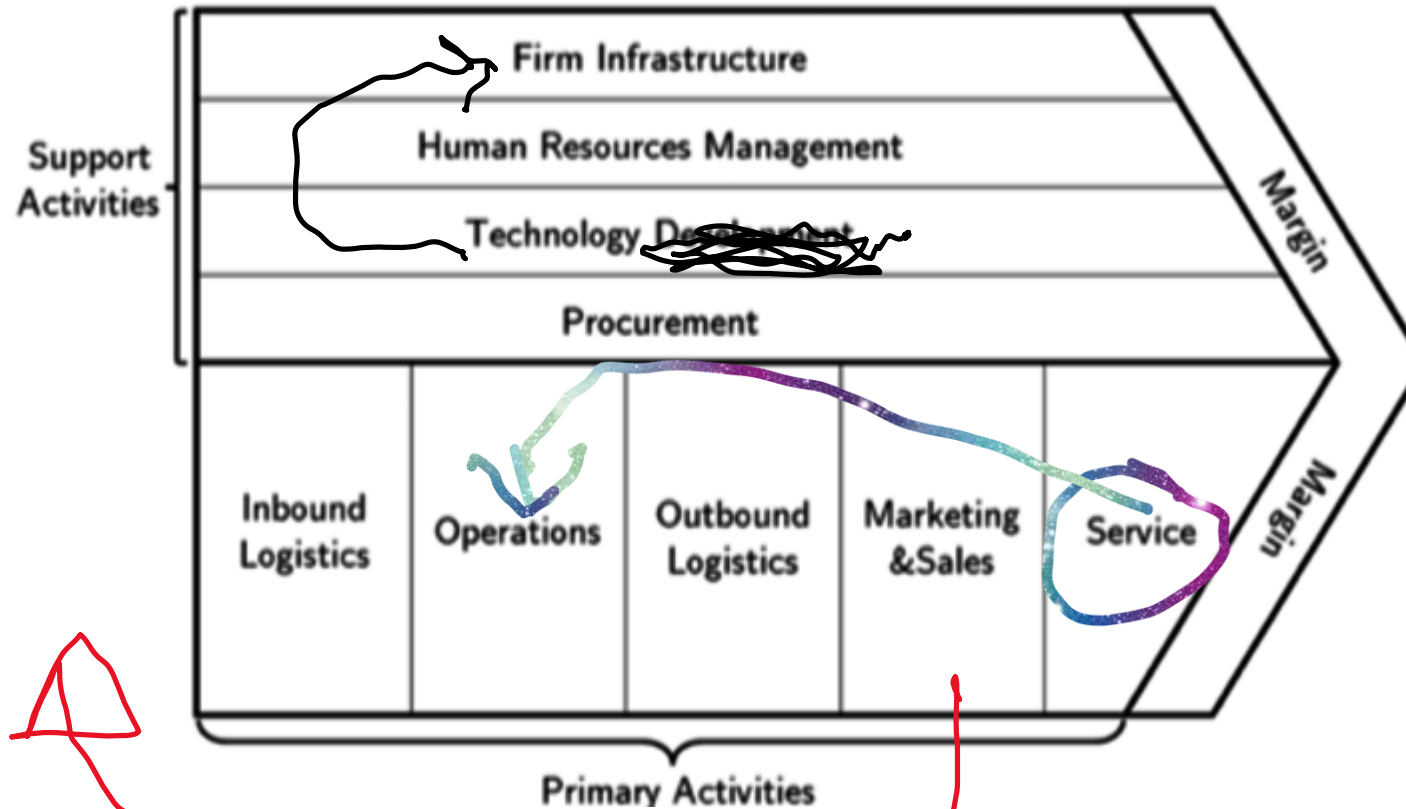 Firm Infrastructure
Human Resources Management
Support
Activities
Technology
Procurement
Margin
Inbound
Logistics
Operations
Outbound
Logistics
Marketing
&Sales
Service
Margin
Primary Activities